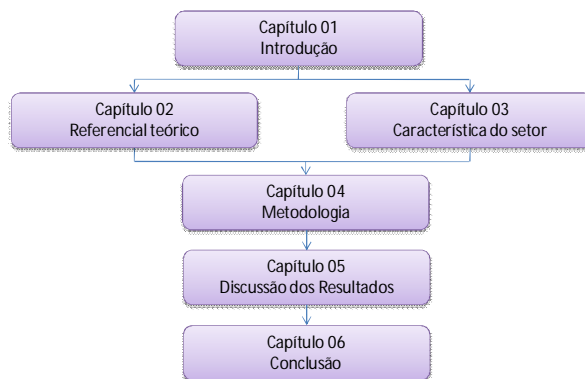 Capítulo 01
Introdução
Capítulo 02
Referencial teórico
Capítulo 03
Característica do setor
Capítulo 04
Metodologia
Capítulo 05
Discussão dos Resultados
Capítulo 06
Conclusão